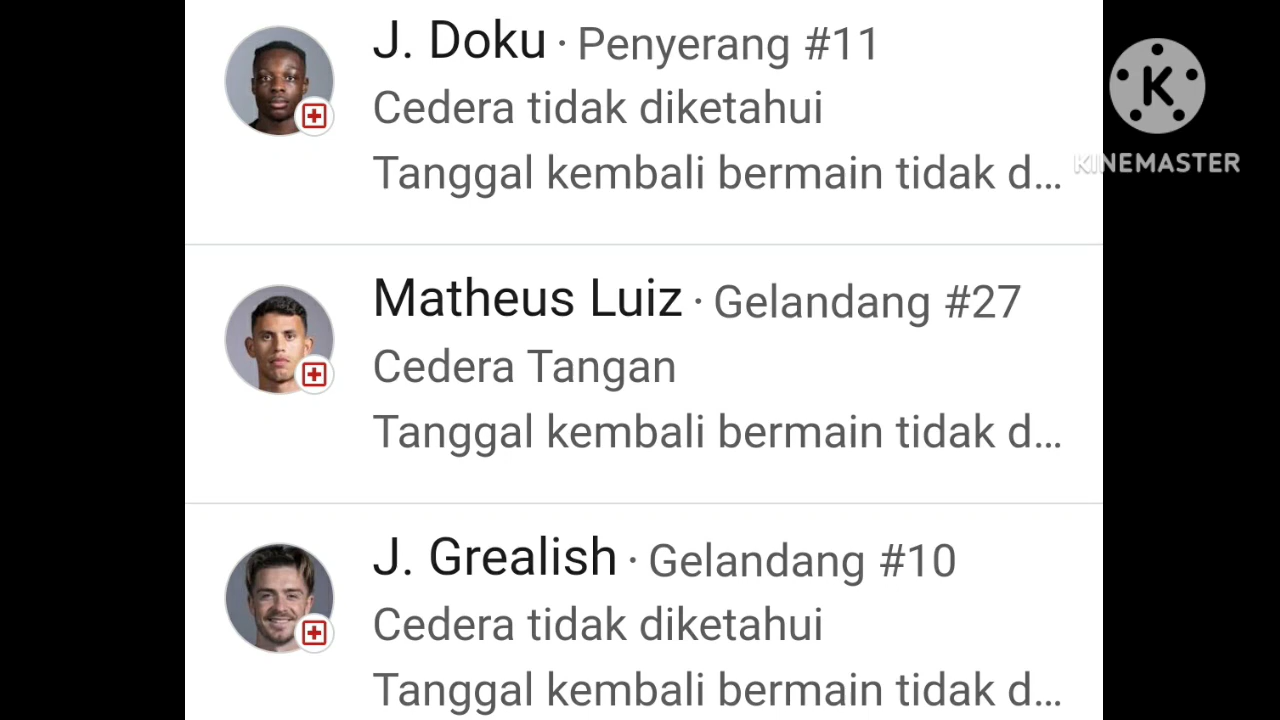 J. Doku · Penyerang #11
Cedera tidak diketahui
Tanggal kembali bermain tidak d...
K
KINEMASTER
Matheus Luiz · Gelandang #27
Cedera Tangan
Tanggal kembali bermain tidak d...
J. Grealish · Gelandang #10
Cedera tidak diketahui
Tanggal kembali bermain tidak d...